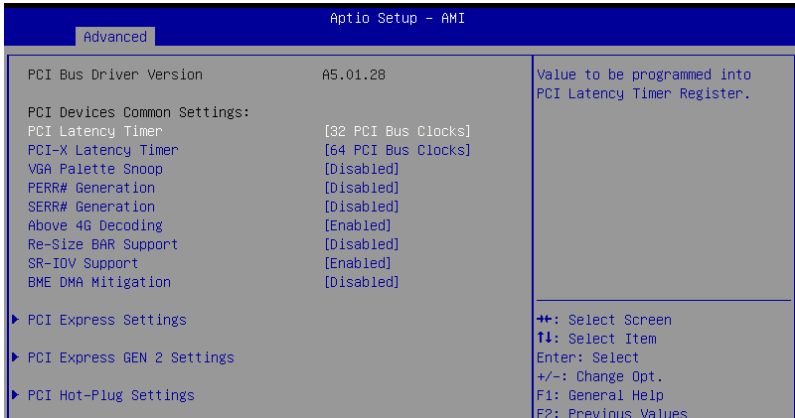 Aptio Setup – AMI
Advanced
PCI Bus Driver Version A5.01.28
PCI Devices Common Settings:
PCI Latency Timer [32 PCI Bus Clocks]
PCI-X Latency Timer [64 PCI Bus Clocks]
VGA Palette Snoop [Disabled]
PERR# Generation [Disabled]
SERR# Generation [Disabled]
Above 4G Decoding [Enabled]
Re-Size BAR Support [Disabled]
SR-IOV Support [Enabled]
BME DMA Mitigation [Disabled]
PCI Express Settings
PCI Express GEN 2 Settings
PCI Hot-Plug Settings
Value to be programmed into
PCI Latency Timer Register.
→←: Select Screen
↑↓: Select Item
Enter: Select
+/-: Change Opt.
F1: General Help
F2: Previous Values